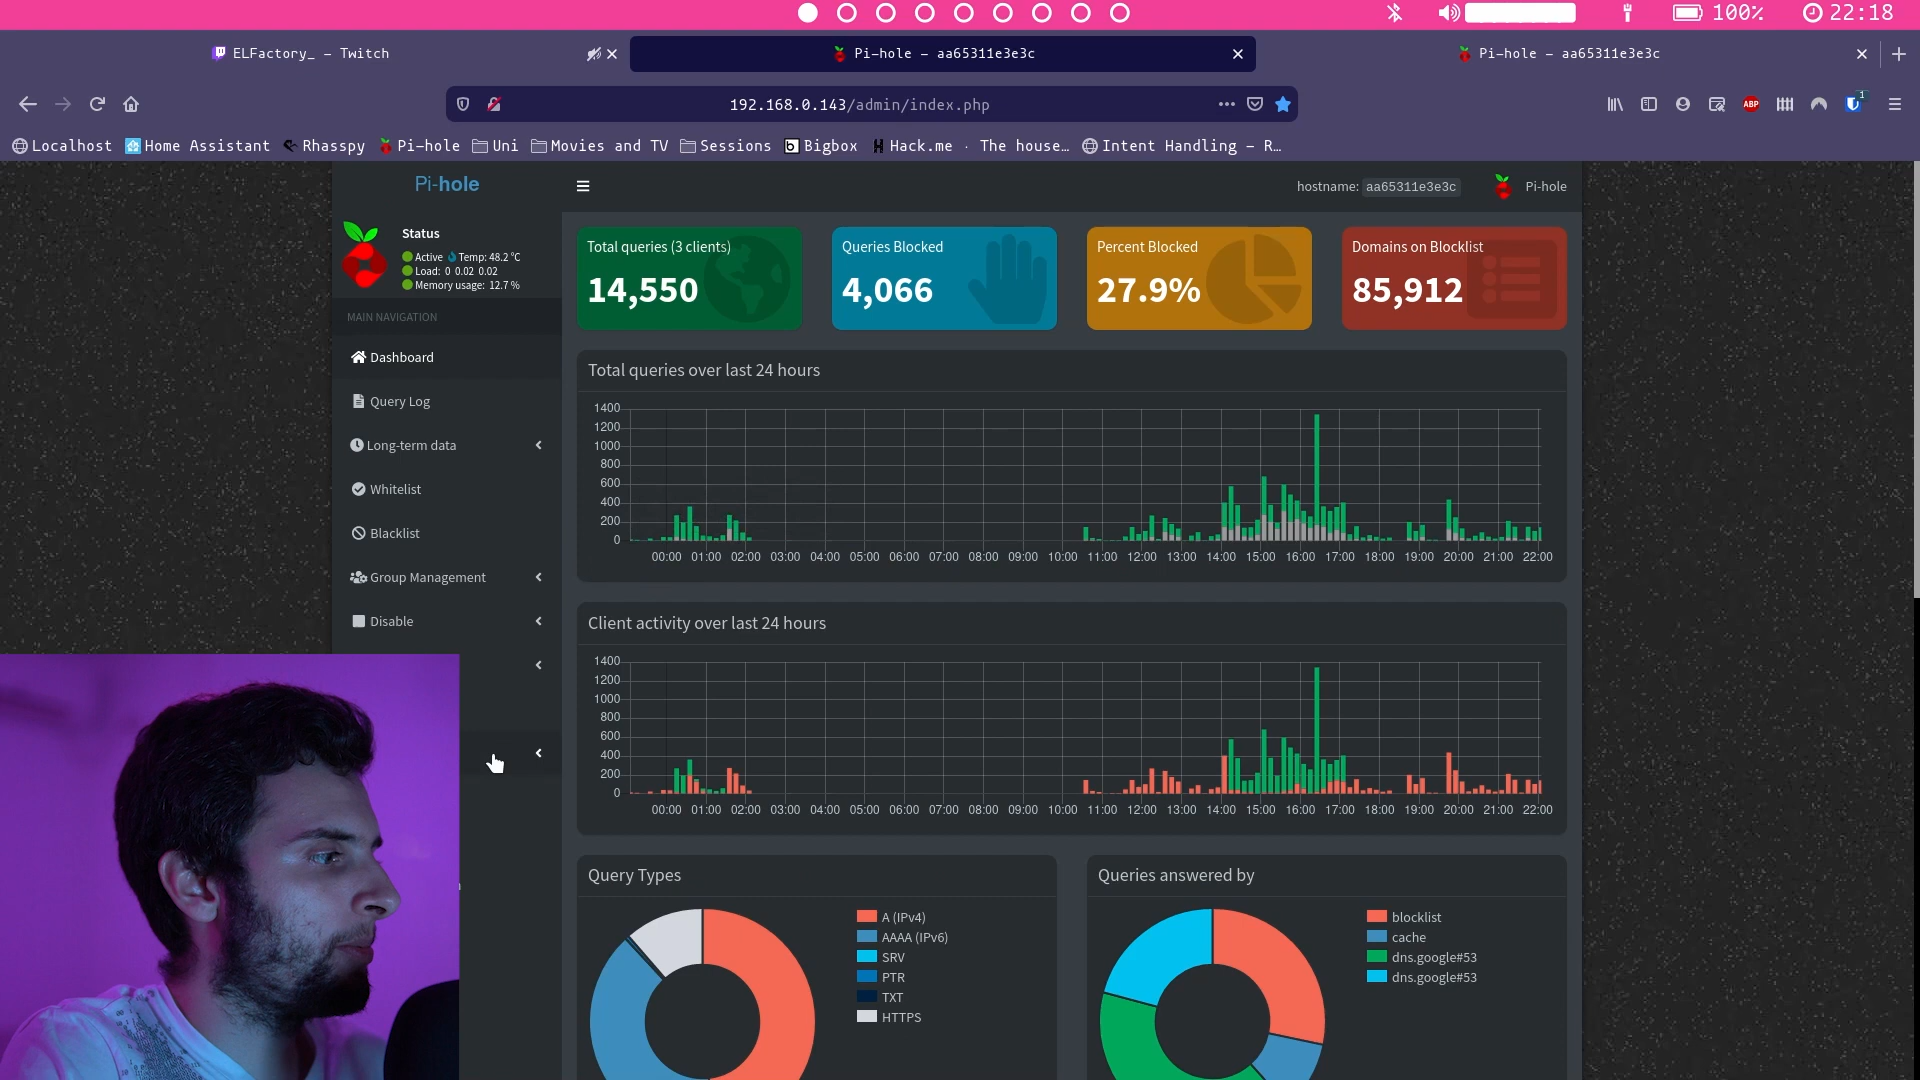 100% 22:18
ELFactory_ – Twitch
Pi-hole – aa65311e3e3c
Pi-hole – aa65311e3e3c
192.168.0.143/admin/index.php
ABP
1
Localhost Home Assistant Rhasspy Pi-hole Uni Movies and TV Sessions Bigbox Hack.me · The house… Intent Handling – R…
Pi-hole
hostname: aa65311e3e3c Pi-hole
Status
Active Temp: 48.2 °C
Load: 0 0.02 0.02
Memory usage: 12.7 %
MAIN NAVIGATION
Dashboard
Query Log
Long-term data
Whitelist
Blacklist
Group Management
Disable
Total queries (3 clients)
14,550
Queries Blocked
4,066
Percent Blocked
27.9%
Domains on Blocklist
85,912
Total queries over last 24 hours
1400
1200
1000
800
600
400
200
0
00:00 01:00 02:00 03:00 04:00 05:00 06:00 07:00 08:00 09:00 10:00 11:00 12:00 13:00 14:00 15:00 16:00 17:00 18:00 19:00 20:00 21:00 22:00
Client activity over last 24 hours
1400
1200
1000
800
600
400
200
0
00:00 01:00 02:00 03:00 04:00 05:00 06:00 07:00 08:00 09:00 10:00 11:00 12:00 13:00 14:00 15:00 16:00 17:00 18:00 19:00 20:00 21:00 22:00
Query Types
A (IPv4)
AAAA (IPv6)
SRV
PTR
TXT
HTTPS
Queries answered by
blocklist
cache
dns.google#53
dns.google#53